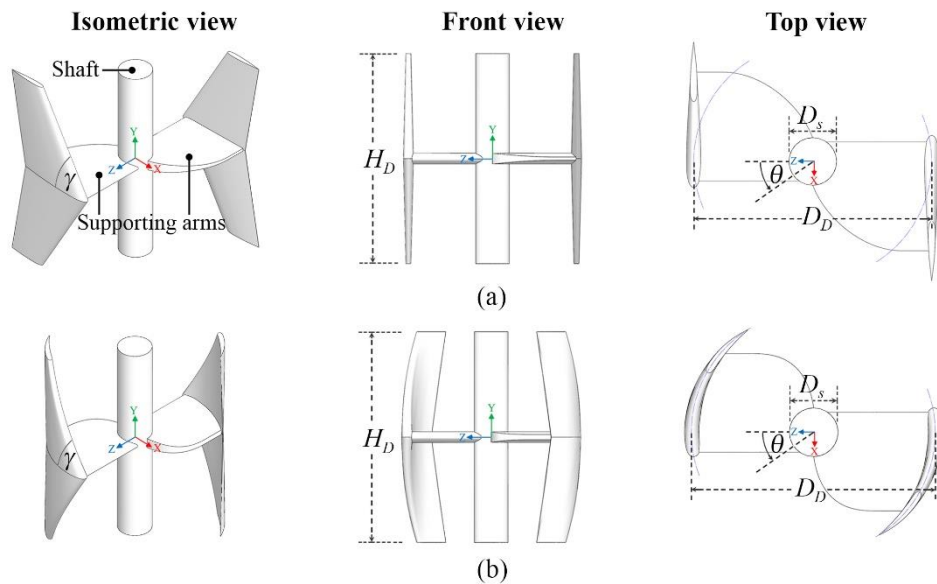 Isometric view
Front view
Top view
Shaft
Y
Z
X
γ
Supporting arms
H_D
Y
Z
D_s
Z
X
θ
D_D
(a)
Y
Z
X
γ
H_D
Y
Z
D_s
Z
X
θ
D_D
(b)